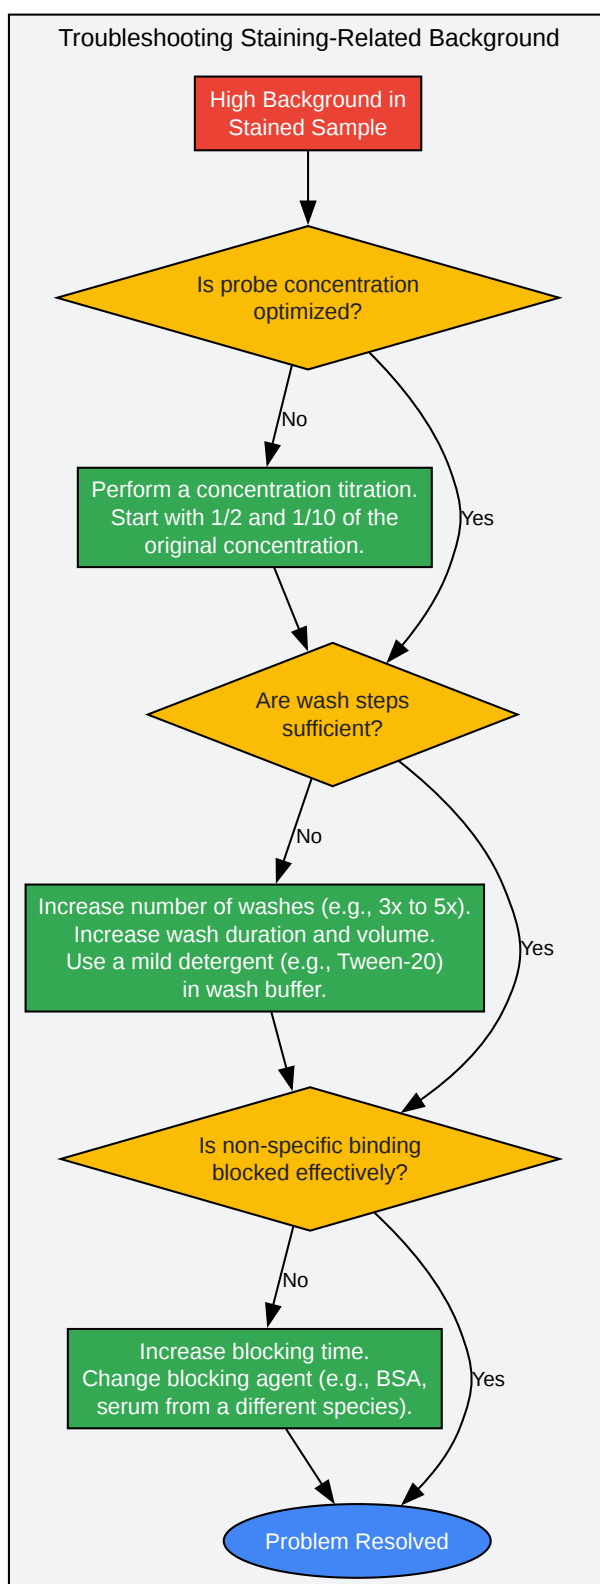 Troubleshooting Staining-Related Background
High Background in
Stained Sample
Is probe concentration
optimized?
No
Yes
Perform a concentration titration.
Start with 1/2 and 1/10 of the
original concentration.
Are wash steps
sufficient?
No
Yes
Increase number of washes (e.g., 3x to 5x).
Increase wash duration and volume.
Use a mild detergent (e.g., Tween-20)
in wash buffer.
Is non-specific binding
blocked effectively?
No
Yes
Increase blocking time.
Change blocking agent (e.g., BSA,
serum from a different species).
Problem Resolved